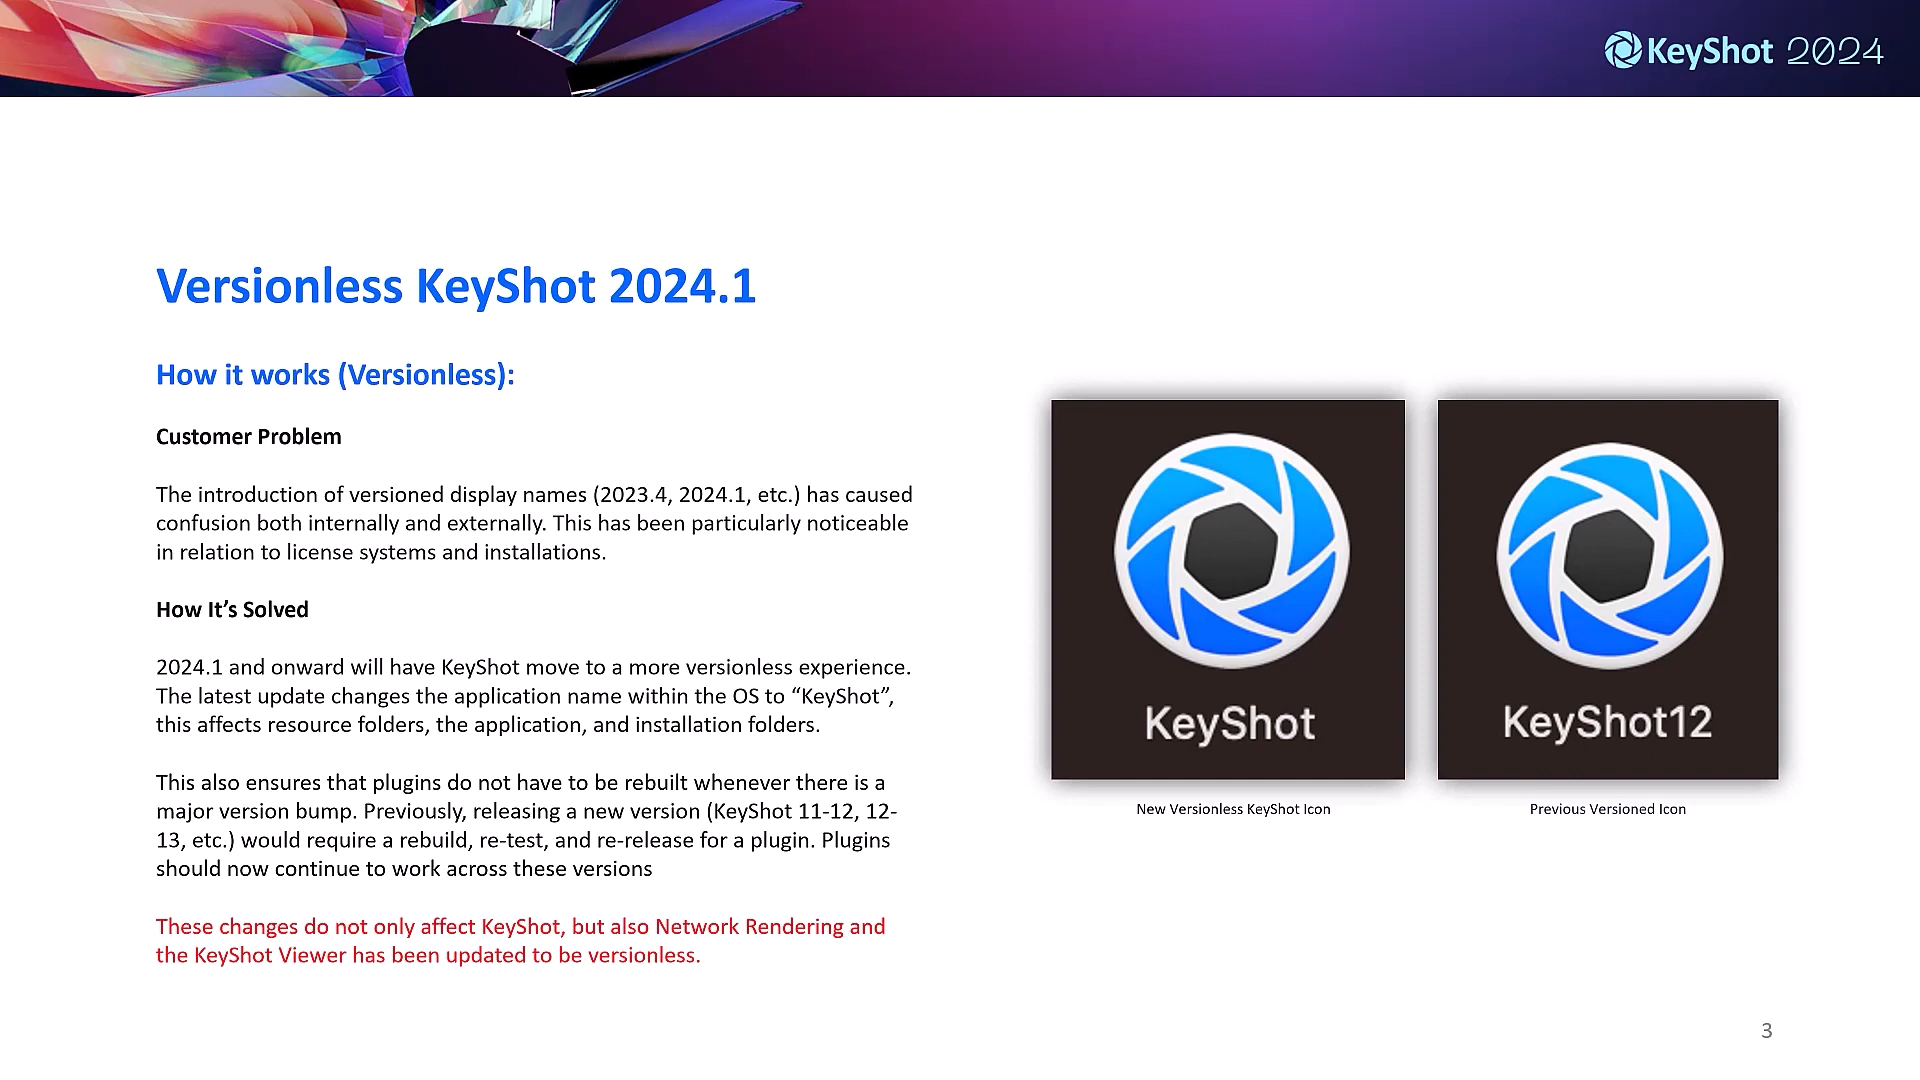 KeyShot 2024
Versionless KeyShot 2024.1
How it works (Versionless):
Customer Problem
The introduction of versioned display names (2023.4, 2024.1, etc.) has caused
confusion both internally and externally. This has been particularly noticeable
in relation to license systems and installations.
How It’s Solved
2024.1 and onward will have KeyShot move to a more versionless experience.
The latest update changes the application name within the OS to “KeyShot”,
this affects resource folders, the application, and installation folders.
This also ensures that plugins do not have to be rebuilt whenever there is a
major version bump. Previously, releasing a new version (KeyShot 11-12, 12-
13, etc.) would require a rebuild, re-test, and re-release for a plugin. Plugins
should now continue to work across these versions
These changes do not only affect KeyShot, but also Network Rendering and
the KeyShot Viewer has been updated to be versionless.
KeyShot
New Versionless KeyShot Icon
KeyShot12
Previous Versioned Icon
3